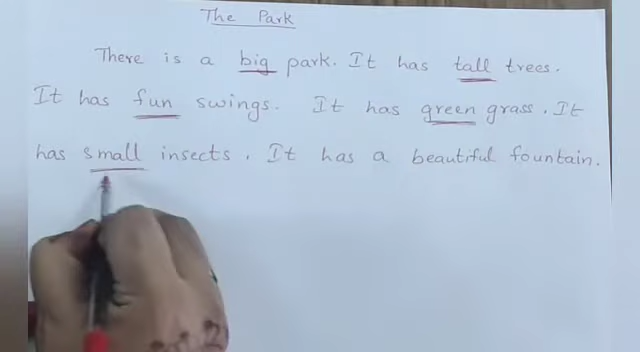 The Park
There is a big park. It has tall trees.
It has fun swings. It has green grass. It
has small insects. It has a beautiful fountain.